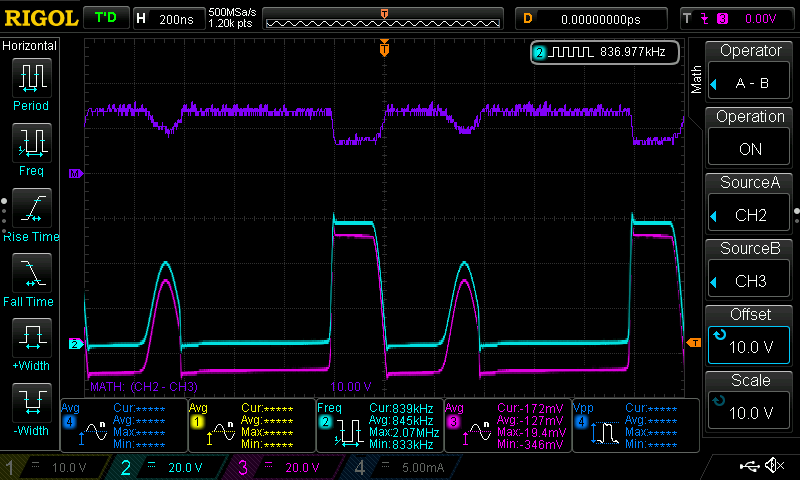 RIGOL T'D H 200ns 500MSa/s D 0.00000000ps T 3 0.00V
1.20k pts
T
Horizontal
Period
Freq
Rise Time
Fall Time
+Width
-Width
T
2 836.977kHz
M
2
T
MATH: (CH2 - CH3) 10.00 V
Math
Operator
A - B
Operation
ON
SourceA
CH2
SourceB
CH3
Offset
10.0 V
Scale
10.0 V
Avg
4
Cur:*****
Avg:*****
Max:*****
Min:*****
Avg
1
Cur:*****
Avg:*****
Max:*****
Min:*****
Freq
2
Cur:839kHz
Avg:845kHz
Max:2.07MHz
Min:833kHz
Avg
3
Cur:-172mV
Avg:-127mV
Max:-19.4mV
Min:-346mV
Vpp
4
Cur:*****
Avg:*****
Max:*****
Min:*****
1 10.0 V 2 20.0 V 3 20.0 V 4 5.00mA